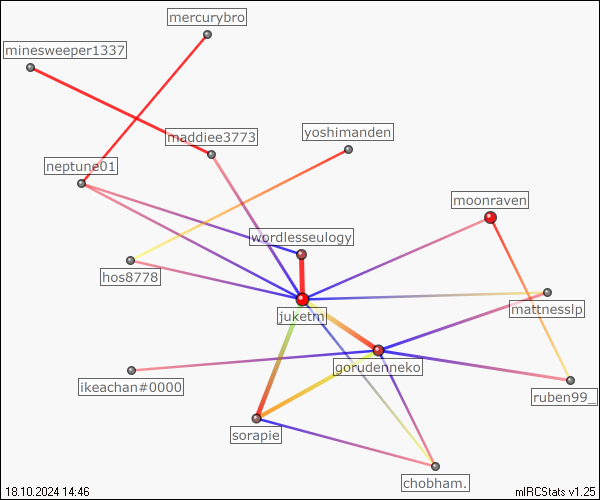 mercurybro
minesweeper1337
maddiee3773
yoshimanden
neptune01
moonraven
wordlesseulogy
hos8778
juketm
mattnesslp
gorudenneko
ikeachan#0000
ruben99_
sorapie
chobham.
18.10.2024 14:46
mIRCStats v1.25